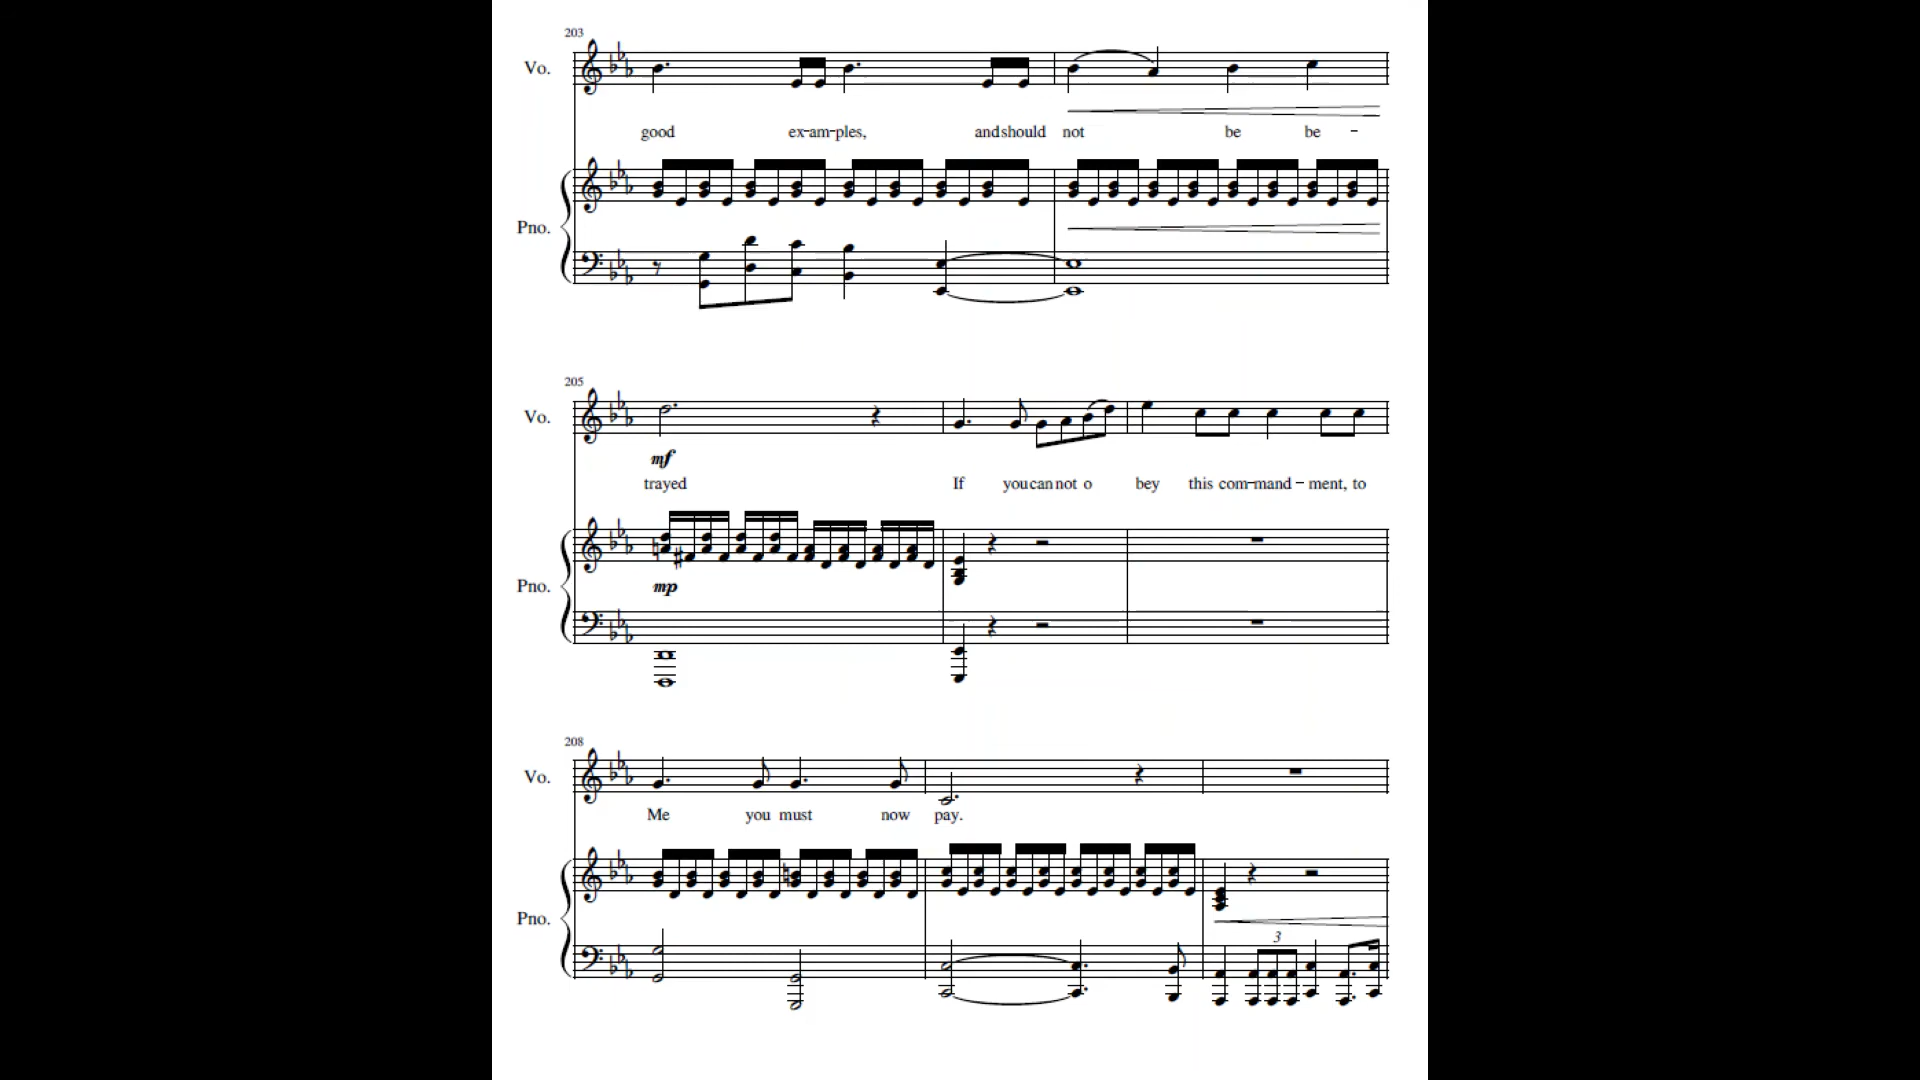 203
Vo.
good ex-am-ples, and should not be be -
Pno.
205
Vo.
mf
trayed If you can not o bey this com-mand - ment, to
mp
Pno.
208
Vo.
Me you must now pay.
Pno.
3